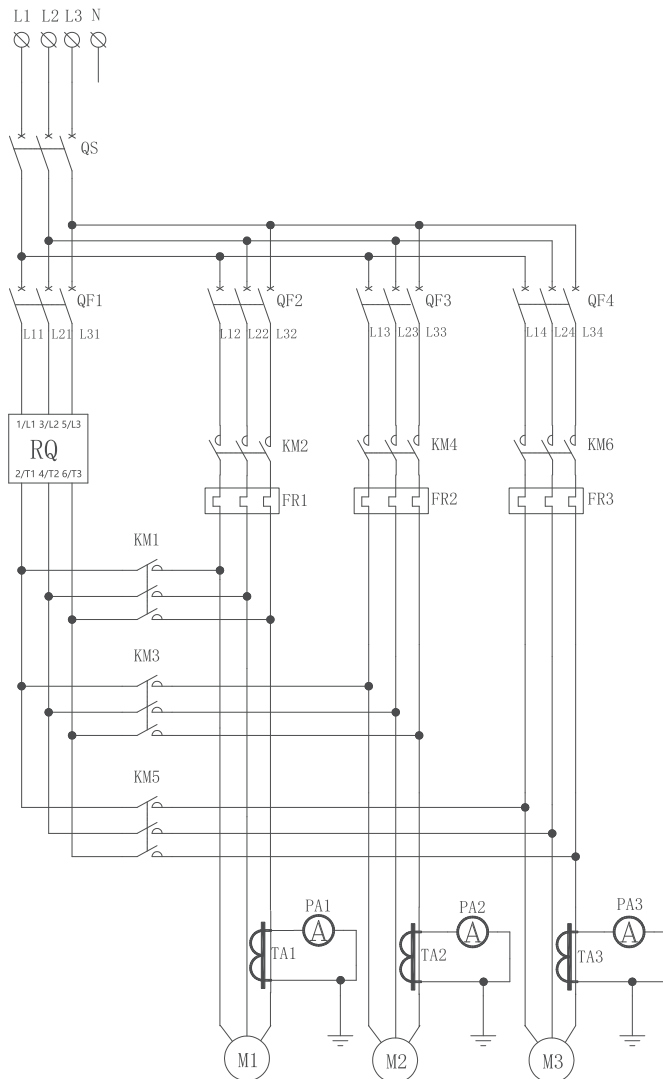 L1 L2 L3 N
QS
QF1 QF2 QF3 QF4
L11 L21 L31 L12 L22 L32 L13 L23 L33 L14 L24 L34
1/L1 3/L2 5/L3
RQ
2/T1 4/T2 6/T3
KM2 KM4 KM6
FR1 FR2 FR3
KM1
KM3
KM5
PA1 PA2 PA3
A A A
TA1 TA2 TA3
M1 M2 M3